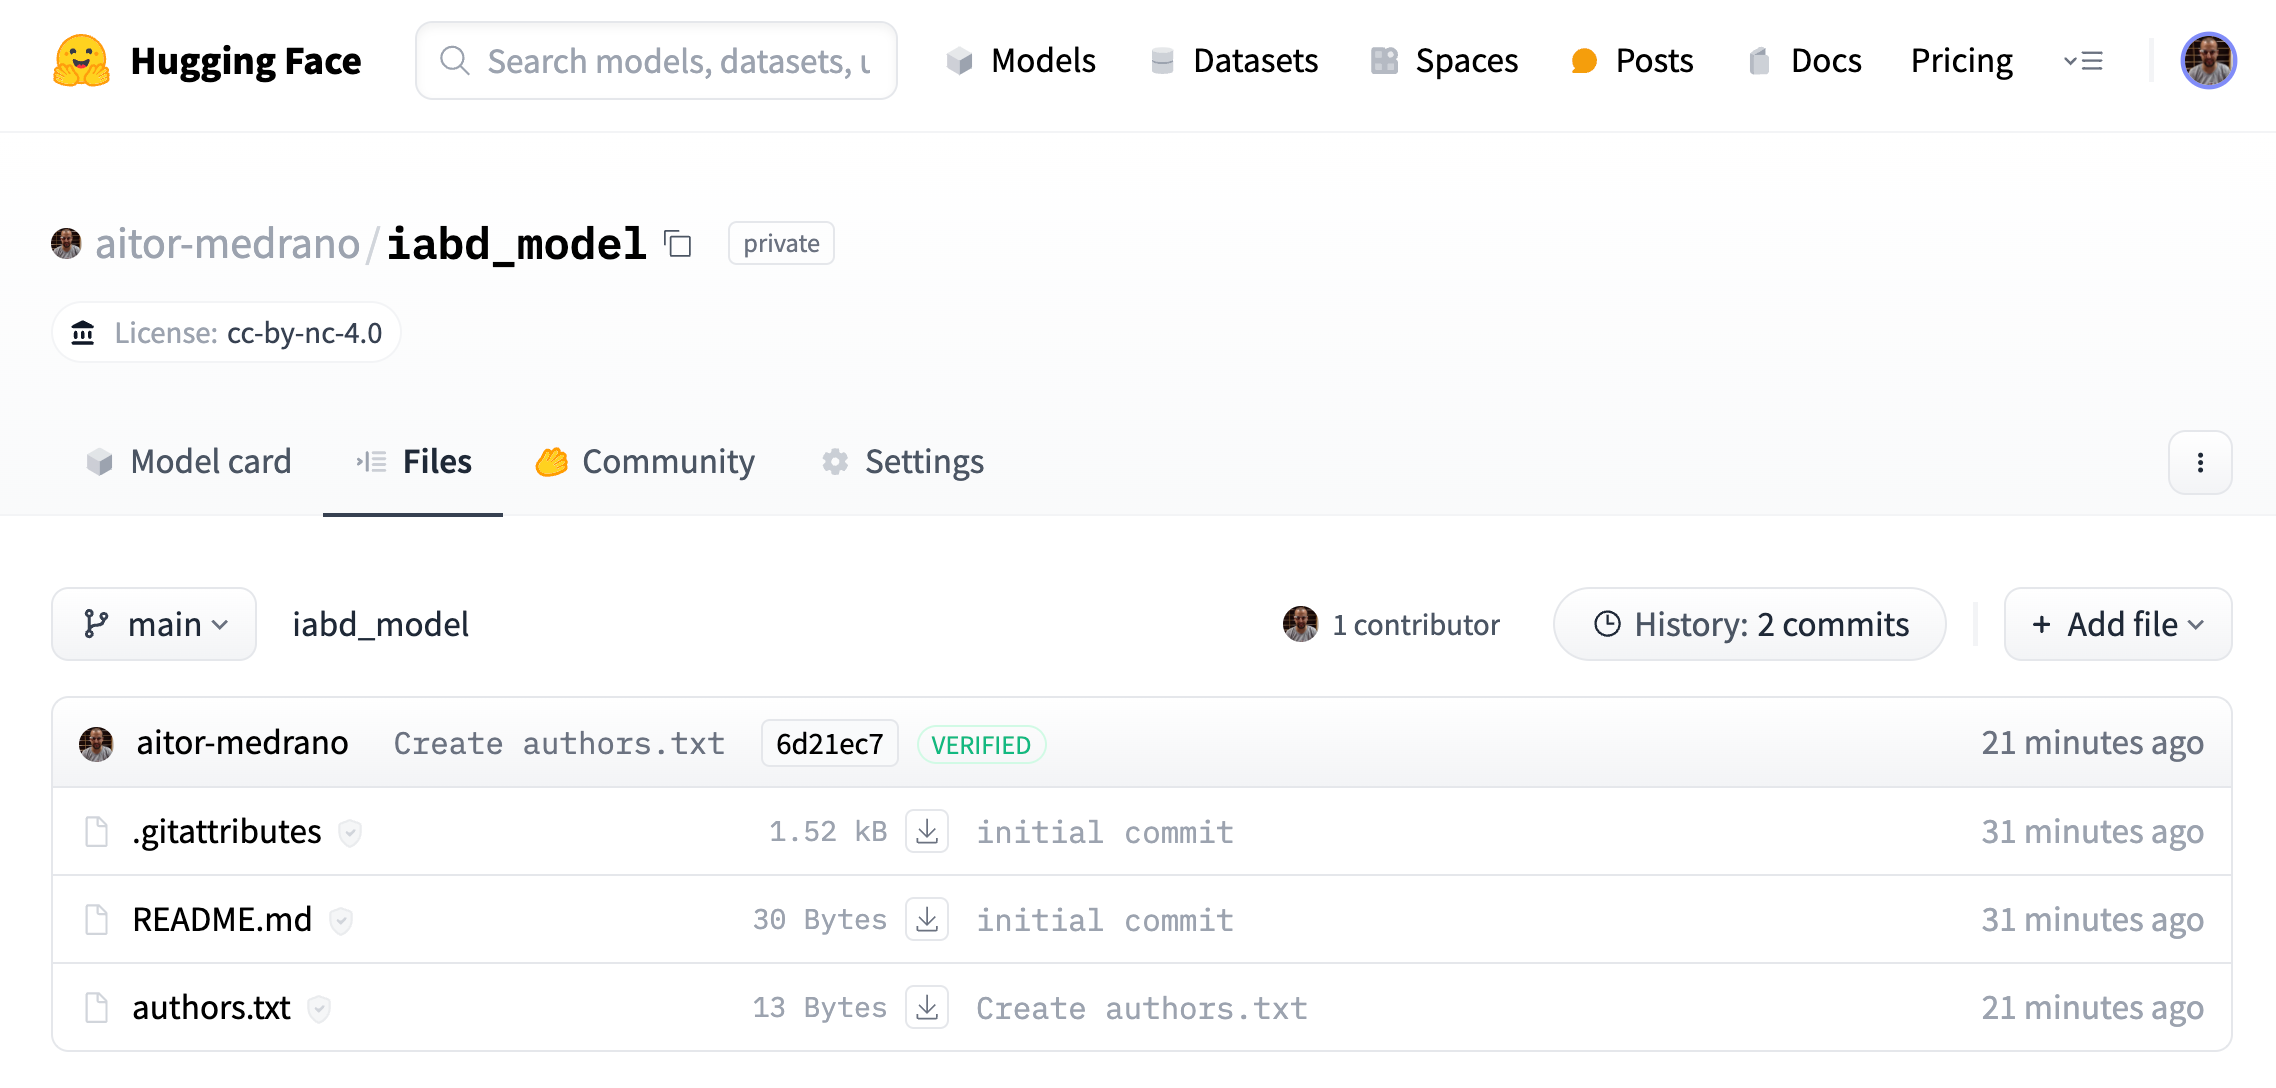 Hugging Face Search models, datasets, u Models Datasets Spaces Posts Docs Pricing
aitor-medrano/iabd_model private
License: cc-by-nc-4.0
Model card Files Community Settings
main iabd_model 1 contributor History: 2 commits + Add file
aitor-medrano Create authors.txt 6d21ec7 VERIFIED 21 minutes ago
.gitattributes 1.52 kB initial commit 31 minutes ago
README.md 30 Bytes initial commit 31 minutes ago
authors.txt 13 Bytes Create authors.txt 21 minutes ago